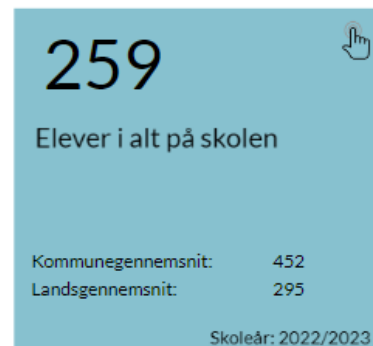 259
Elever i alt på skolen
Kommunegennemsnit: 452
Landsgennemsnit: 295
Skoleår: 2022/2023